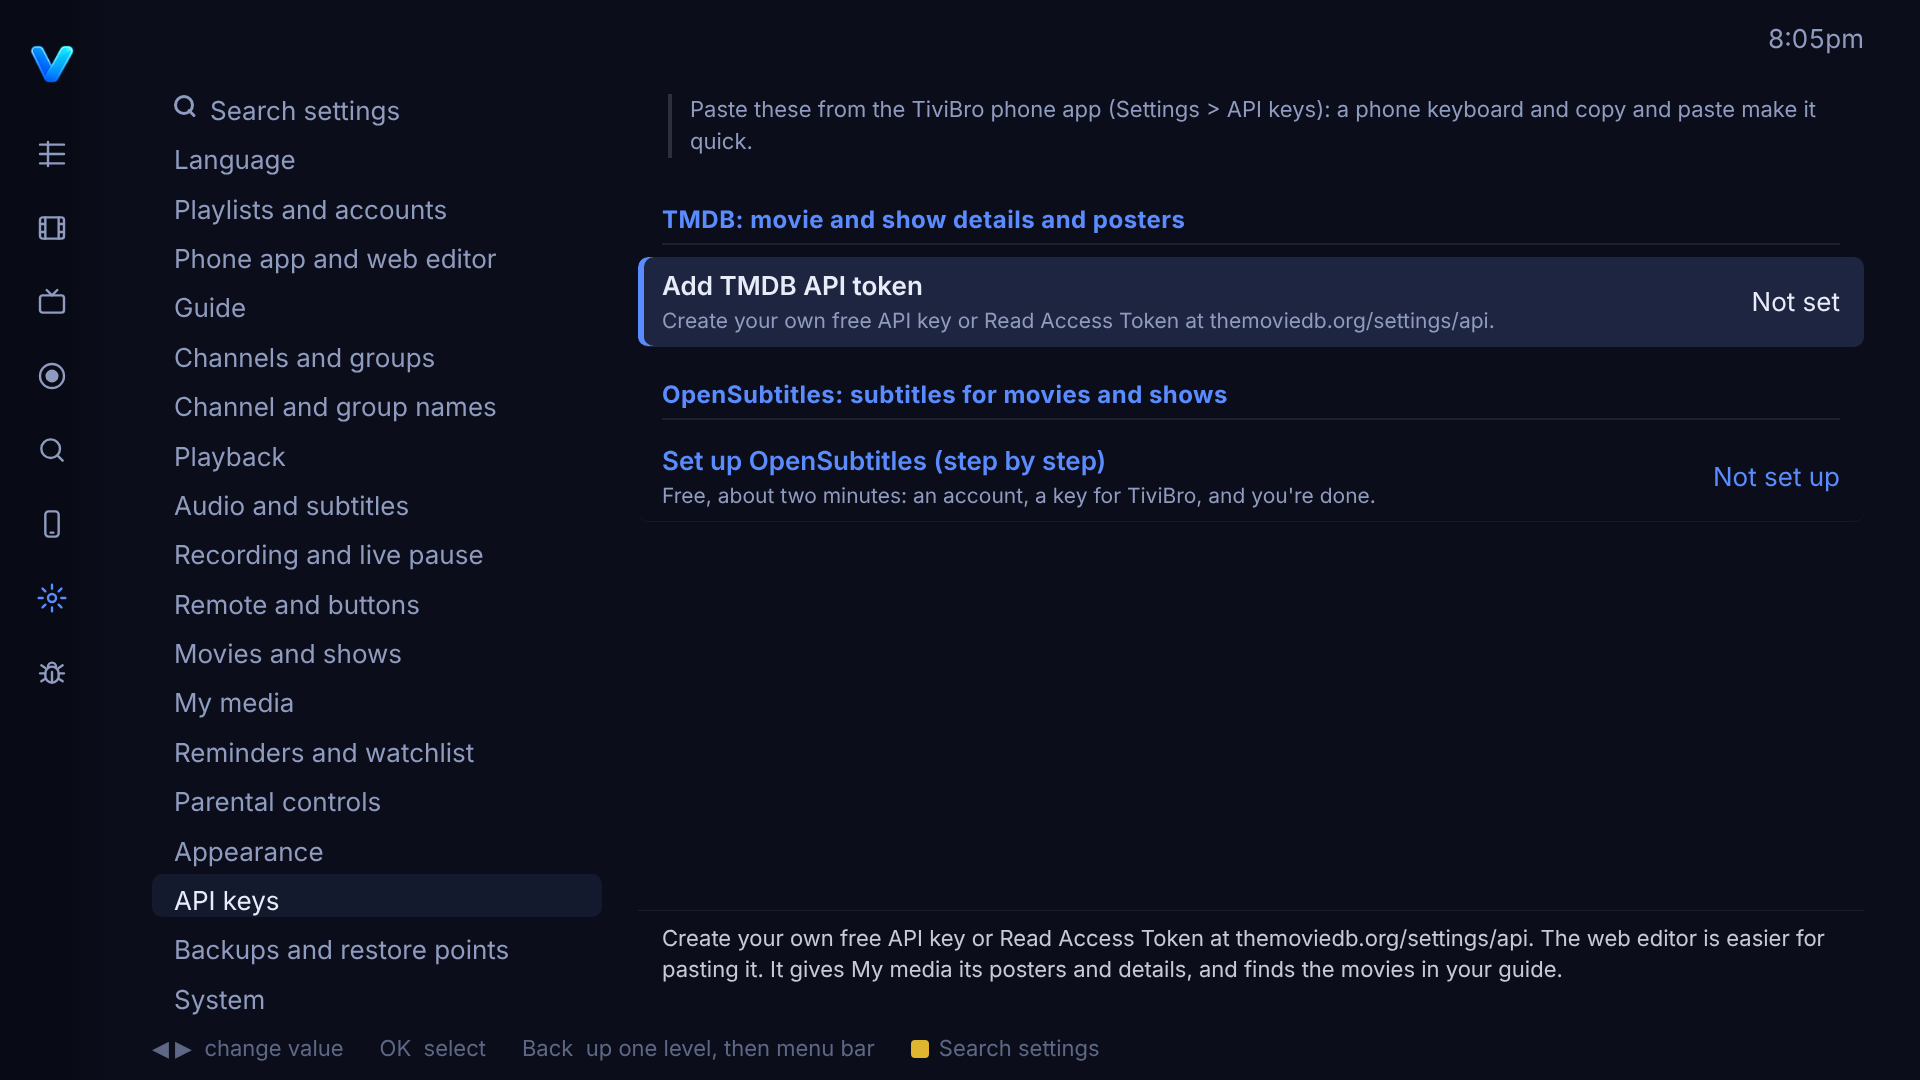 8:05pm
Search settings
Language
Playlists and accounts
Phone app and web editor
Guide
Channels and groups
Channel and group names
Playback
Audio and subtitles
Recording and live pause
Remote and buttons
Movies and shows
My media
Reminders and watchlist
Parental controls
Appearance
API keys
Backups and restore points
System
Paste these from the TiviBro phone app (Settings > API keys): a phone keyboard and copy and paste make it
quick.
TMDB: movie and show details and posters
Add TMDB API token
Create your own free API key or Read Access Token at themoviedb.org/settings/api.
Not set
OpenSubtitles: subtitles for movies and shows
Set up OpenSubtitles (step by step)
Free, about two minutes: an account, a key for TiviBro, and you're done.
Not set up
Create your own free API key or Read Access Token at themoviedb.org/settings/api. The web editor is easier for
pasting it. It gives My media its posters and details, and finds the movies in your guide.
◀▶ change value OK select Back up one level, then menu bar Search settings